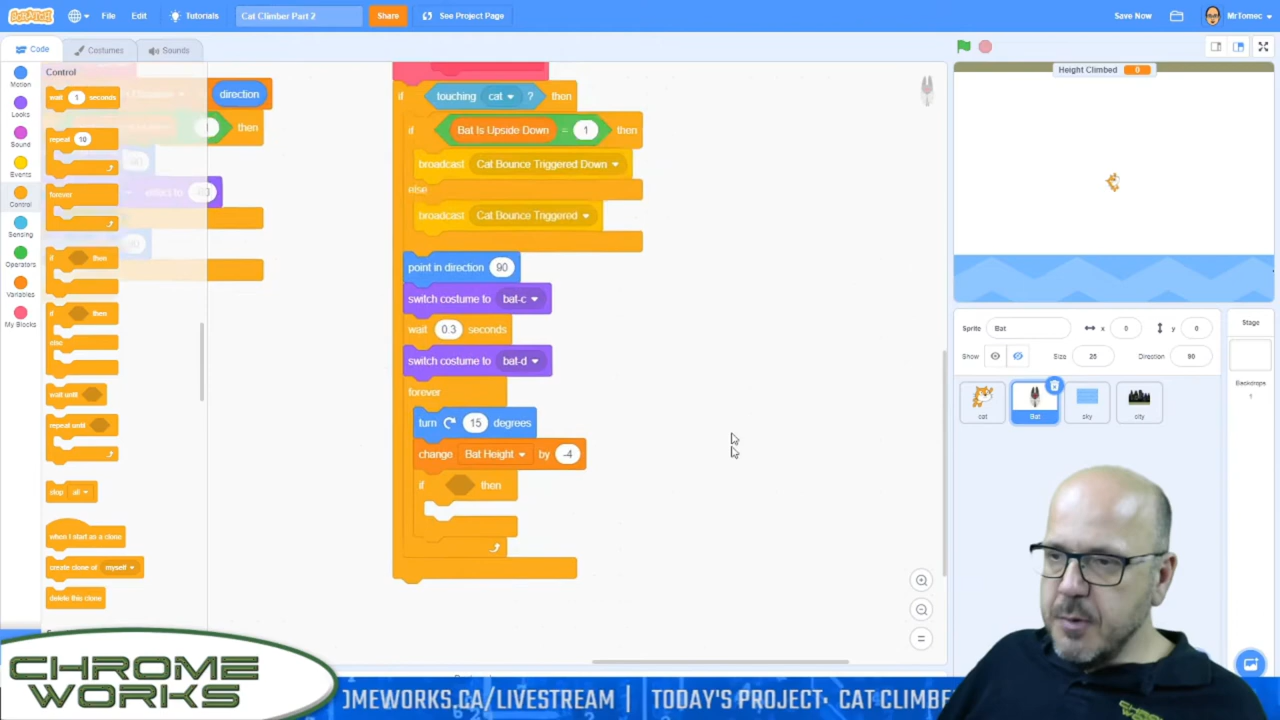 SCRATCH
File
Edit
Tutorials
Cat Climber Part 2
Share
See Project Page
Save Now
MrTomec
Code
Costumes
Sounds
Motion
Looks
Sound
Events
Control
Sensing
Operators
Variables
My Blocks
Control
wait 1 seconds
repeat 10
forever
if then
if then
else
wait until
repeat until
stop all
when I start as a clone
create clone of myself
delete this clone
direction
then
effect to
if touching cat ? then
if Bat Is Upside Down = 1 then
broadcast Cat Bounce Triggered Down
else
broadcast Cat Bounce Triggered
point in direction 90
switch costume to bat-c
wait 0.3 seconds
switch costume to bat-d
forever
turn 15 degrees
change Bat Height by -4
if then
Height Climbed 0
Sprite Bat x 0 y 0
Show Size 25 Direction 90
Stage
Backdrops
1
cat
Bat
sky
city
CHROME
WORKS
OMEWORKS.CA/LIVESTREAM | TODAY'S PROJECT: CAT CLIMBE